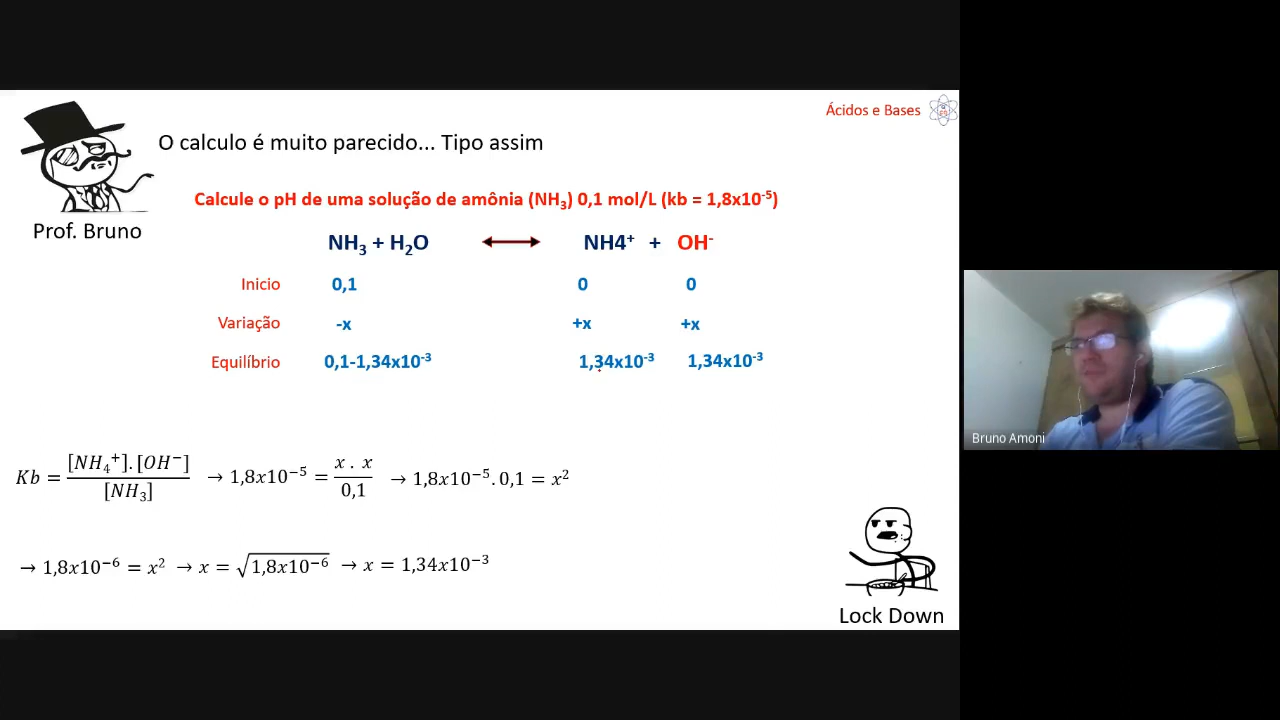 Ácidos e Bases
O calculo é muito parecido... Tipo assim
Prof. Bruno
Calcule o pH de uma solução de amônia (NH₃) 0,1 mol/L (kb = 1,8x10⁻⁵)
NH₃ + H₂O ⟷ NH4⁺ + OH⁻
Inicio 0,1 0 0
Variação -x +x +x
Equilíbrio 0,1-1,34x10⁻³ 1,34x10⁻³ 1,34x10⁻³
Kb = [NH₄⁺].[OH⁻] / [NH₃] → 1,8x10⁻⁵ = x . x / 0,1 → 1,8x10⁻⁵. 0,1 = x²
→ 1,8x10⁻⁶ = x² → x = √1,8x10⁻⁶ → x = 1,34x10⁻³
Lock Down
Bruno Amoni